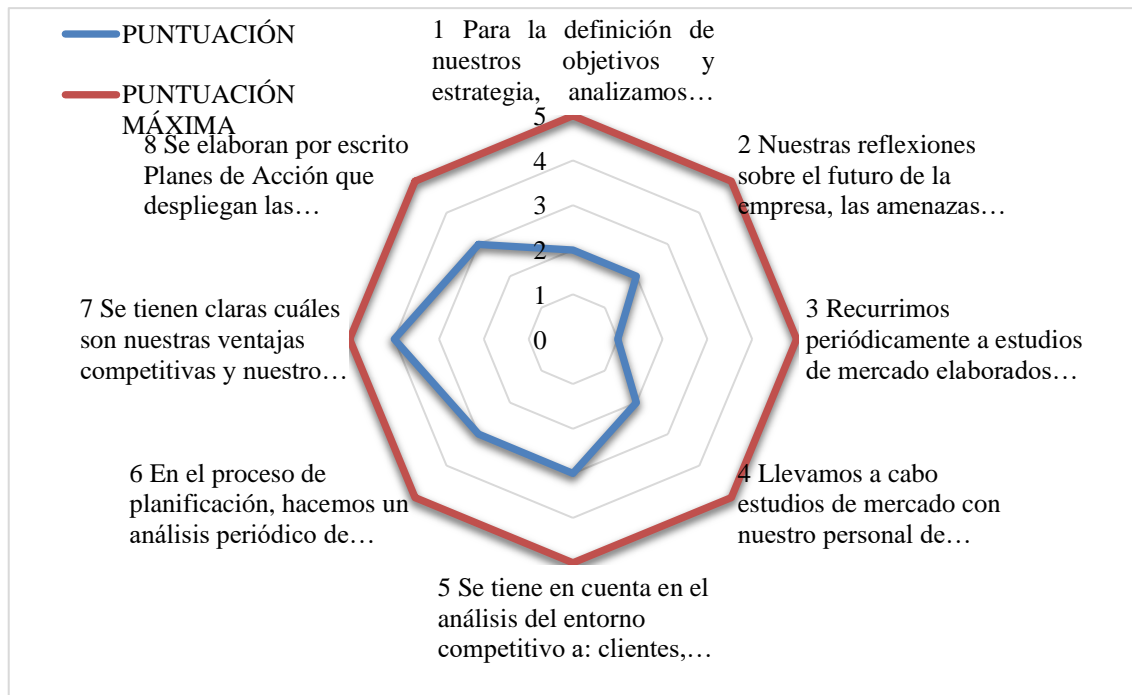 PUNTUACIÓN
PUNTUACIÓN
MÁXIMA
1 Para la definición de
nuestros objetivos y
estrategia, analizamos…
2 Nuestras reflexiones
sobre el futuro de la
empresa, las amenazas…
3 Recurrimos
periódicamente a estudios
de mercado elaborados…
4 Llevamos a cabo
estudios de mercado con
nuestro personal de…
5 Se tiene en cuenta en el
análisis del entorno
competitivo a: clientes,…
6 En el proceso de
planificación, hacemos un
análisis periódico de…
7 Se tienen claras cuáles
son nuestras ventajas
competitivas y nuestro…
8 Se elaboran por escrito
Planes de Acción que
despliegan las…
5
4
3
2
1
0